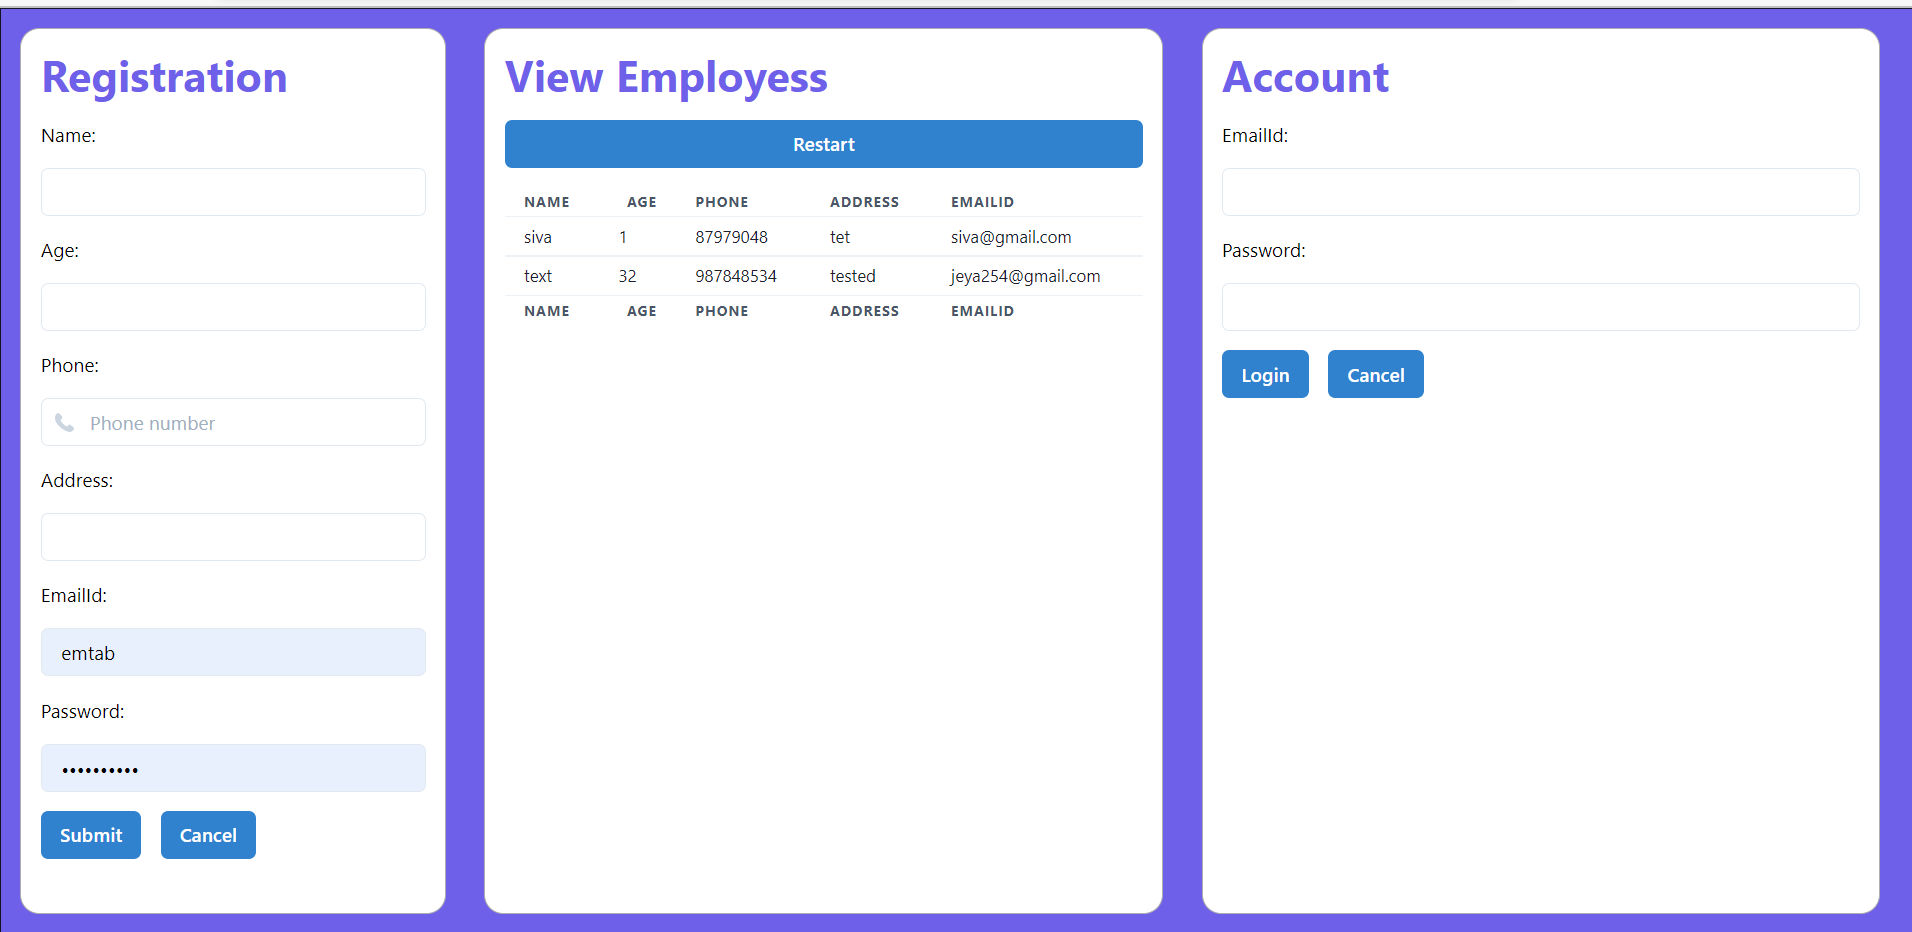 Registration
Name:
Age:
Phone:
Phone number
Address:
EmailId:
emtab
Password:
••••••••••
Submit Cancel
View Employess
Restart
NAME AGE PHONE ADDRESS EMAILID
siva 1 87979048 tet siva@gmail.com
text 32 987848534 tested jeya254@gmail.com
NAME AGE PHONE ADDRESS EMAILID
Account
EmailId:
Password:
Login Cancel